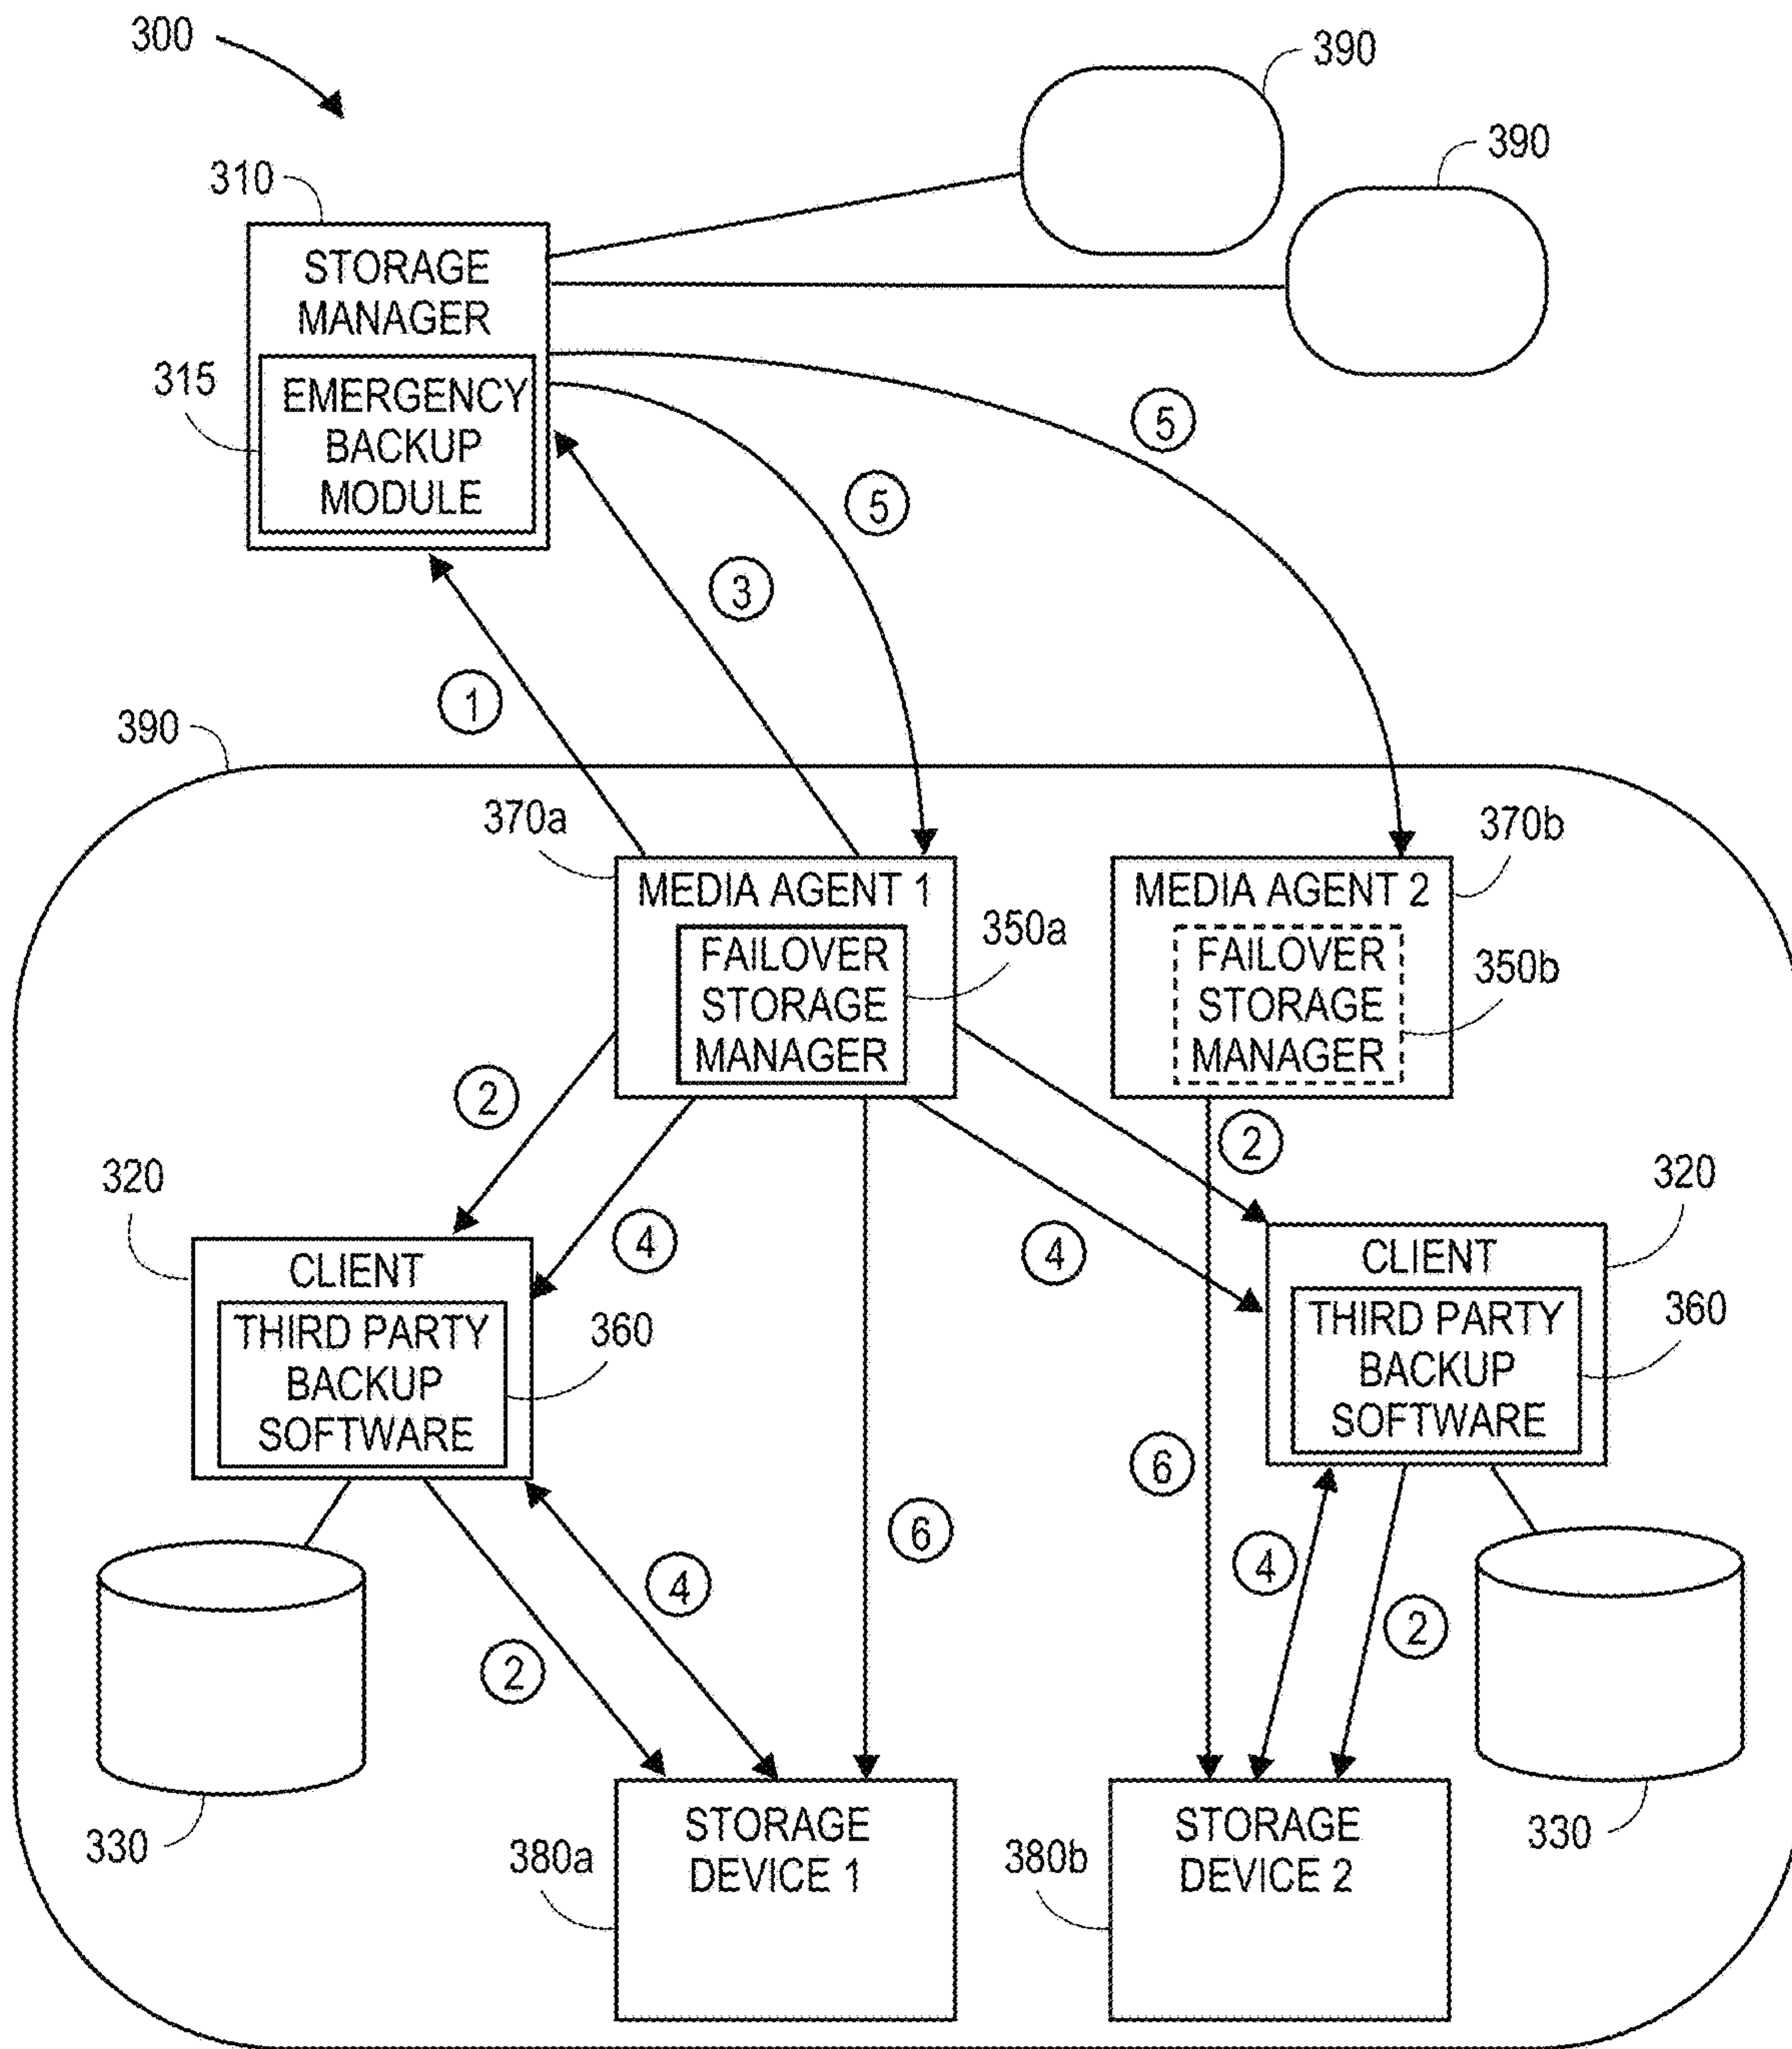 300
390
390
310
STORAGE
MANAGER
315
EMERGENCY
BACKUP
MODULE
5
5
3
1
390
370a
370b
MEDIA AGENT 1
MEDIA AGENT 2
350a
350b
FAILOVER
STORAGE
MANAGER
FAILOVER
STORAGE
MANAGER
2
2
320
320
4
4
CLIENT
THIRD PARTY
BACKUP
SOFTWARE
360
CLIENT
THIRD PARTY
BACKUP
SOFTWARE
360
6
6
4
4
2
2
330
330
380a
STORAGE
DEVICE 1
380b
STORAGE
DEVICE 2